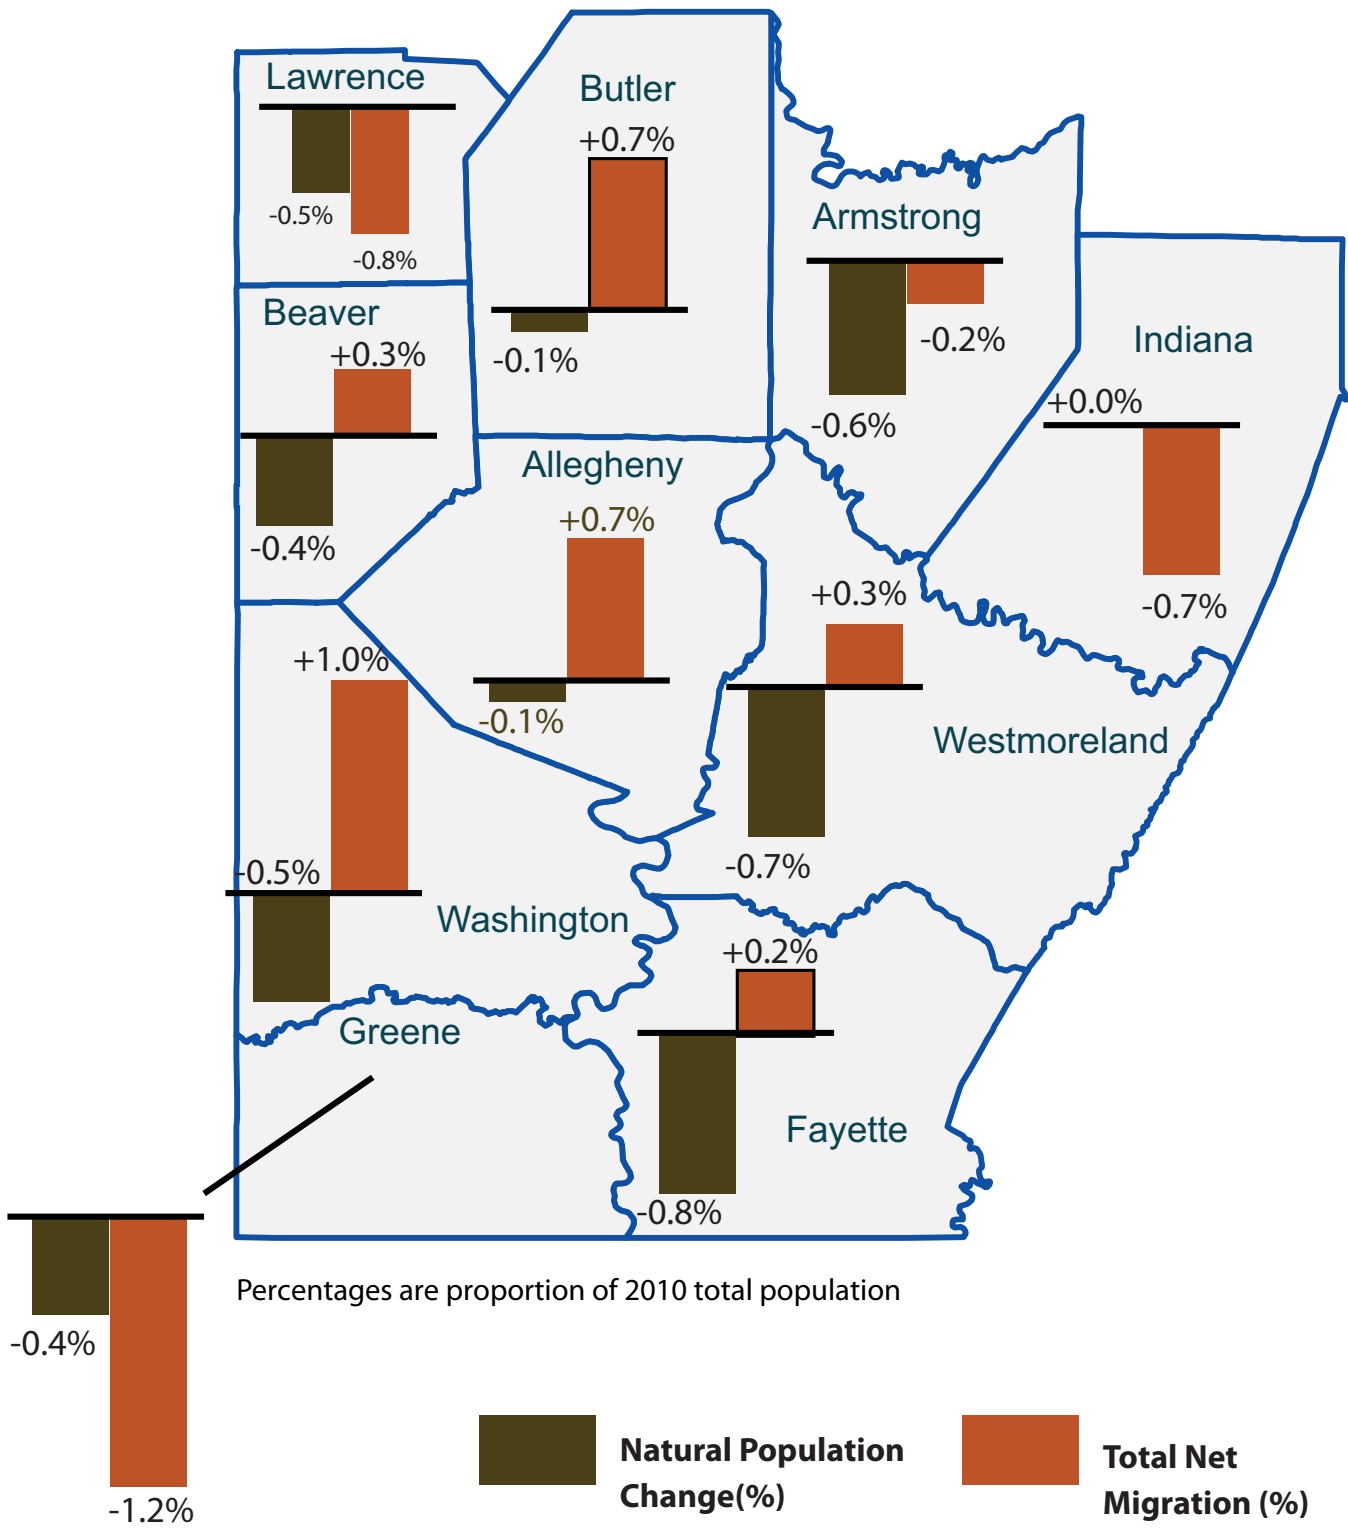 Lawrence
-0.5%
-0.8%
Butler
+0.7%
-0.1%
Armstrong
-0.2%
-0.6%
Beaver
+0.3%
-0.4%
Indiana
+0.0%
-0.7%
Allegheny
+0.7%
-0.1%
+0.3%
Westmoreland
-0.7%
+1.0%
-0.5%
Washington
+0.2%
Fayette
-0.8%
Greene
-0.4%
-1.2%
Percentages are proportion of 2010 total population
Natural Population
Change(%)
Total Net
Migration (%)